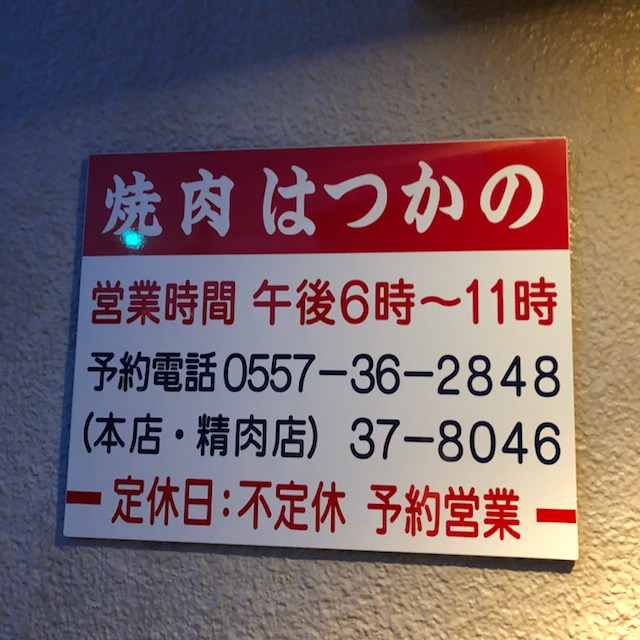 焼肉 はつかの
営業時間 午後6時〜11時
予約電話0557-36-2848
(本店・精肉店) 37-8046
定休日:不定休 予約営業